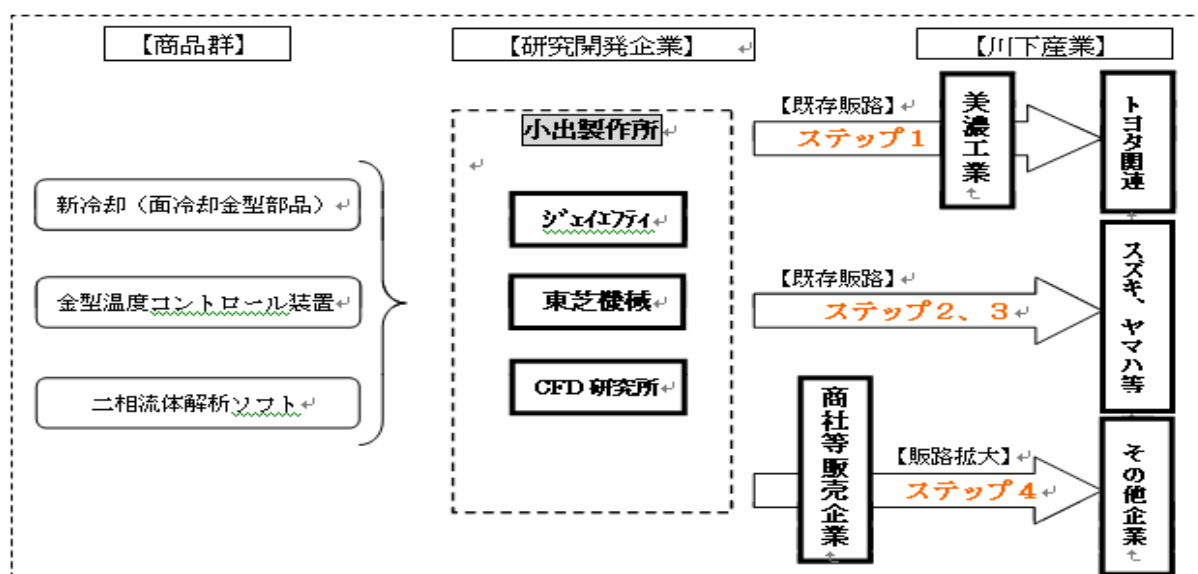 【商品群】
【研究開発企業】
【川下産業】
新冷却（面冷却金型部品）
金型温度コントロール装置
二相流体解析ソフト
小出製作所
ジェイエフティ
東芝機械
CFD 研究所
【既存販路】
ステップ１
美濃工業
トヨタ関連
【既存販路】
ステップ２、３
スズキ、ヤマハ等
商社等販売企業
【販路拡大】
ステップ４
その他企業